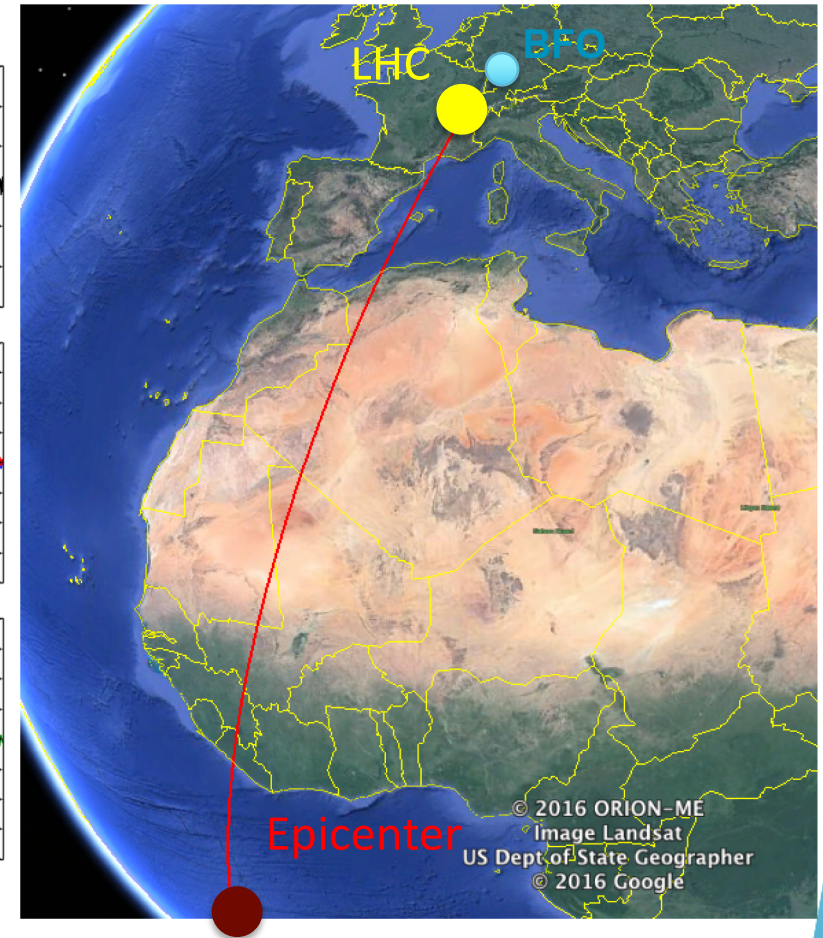 BFO
LHC
Epicenter
© 2016 ORION-ME
Image Landsat
US Dept of State Geographer
© 2016 Google